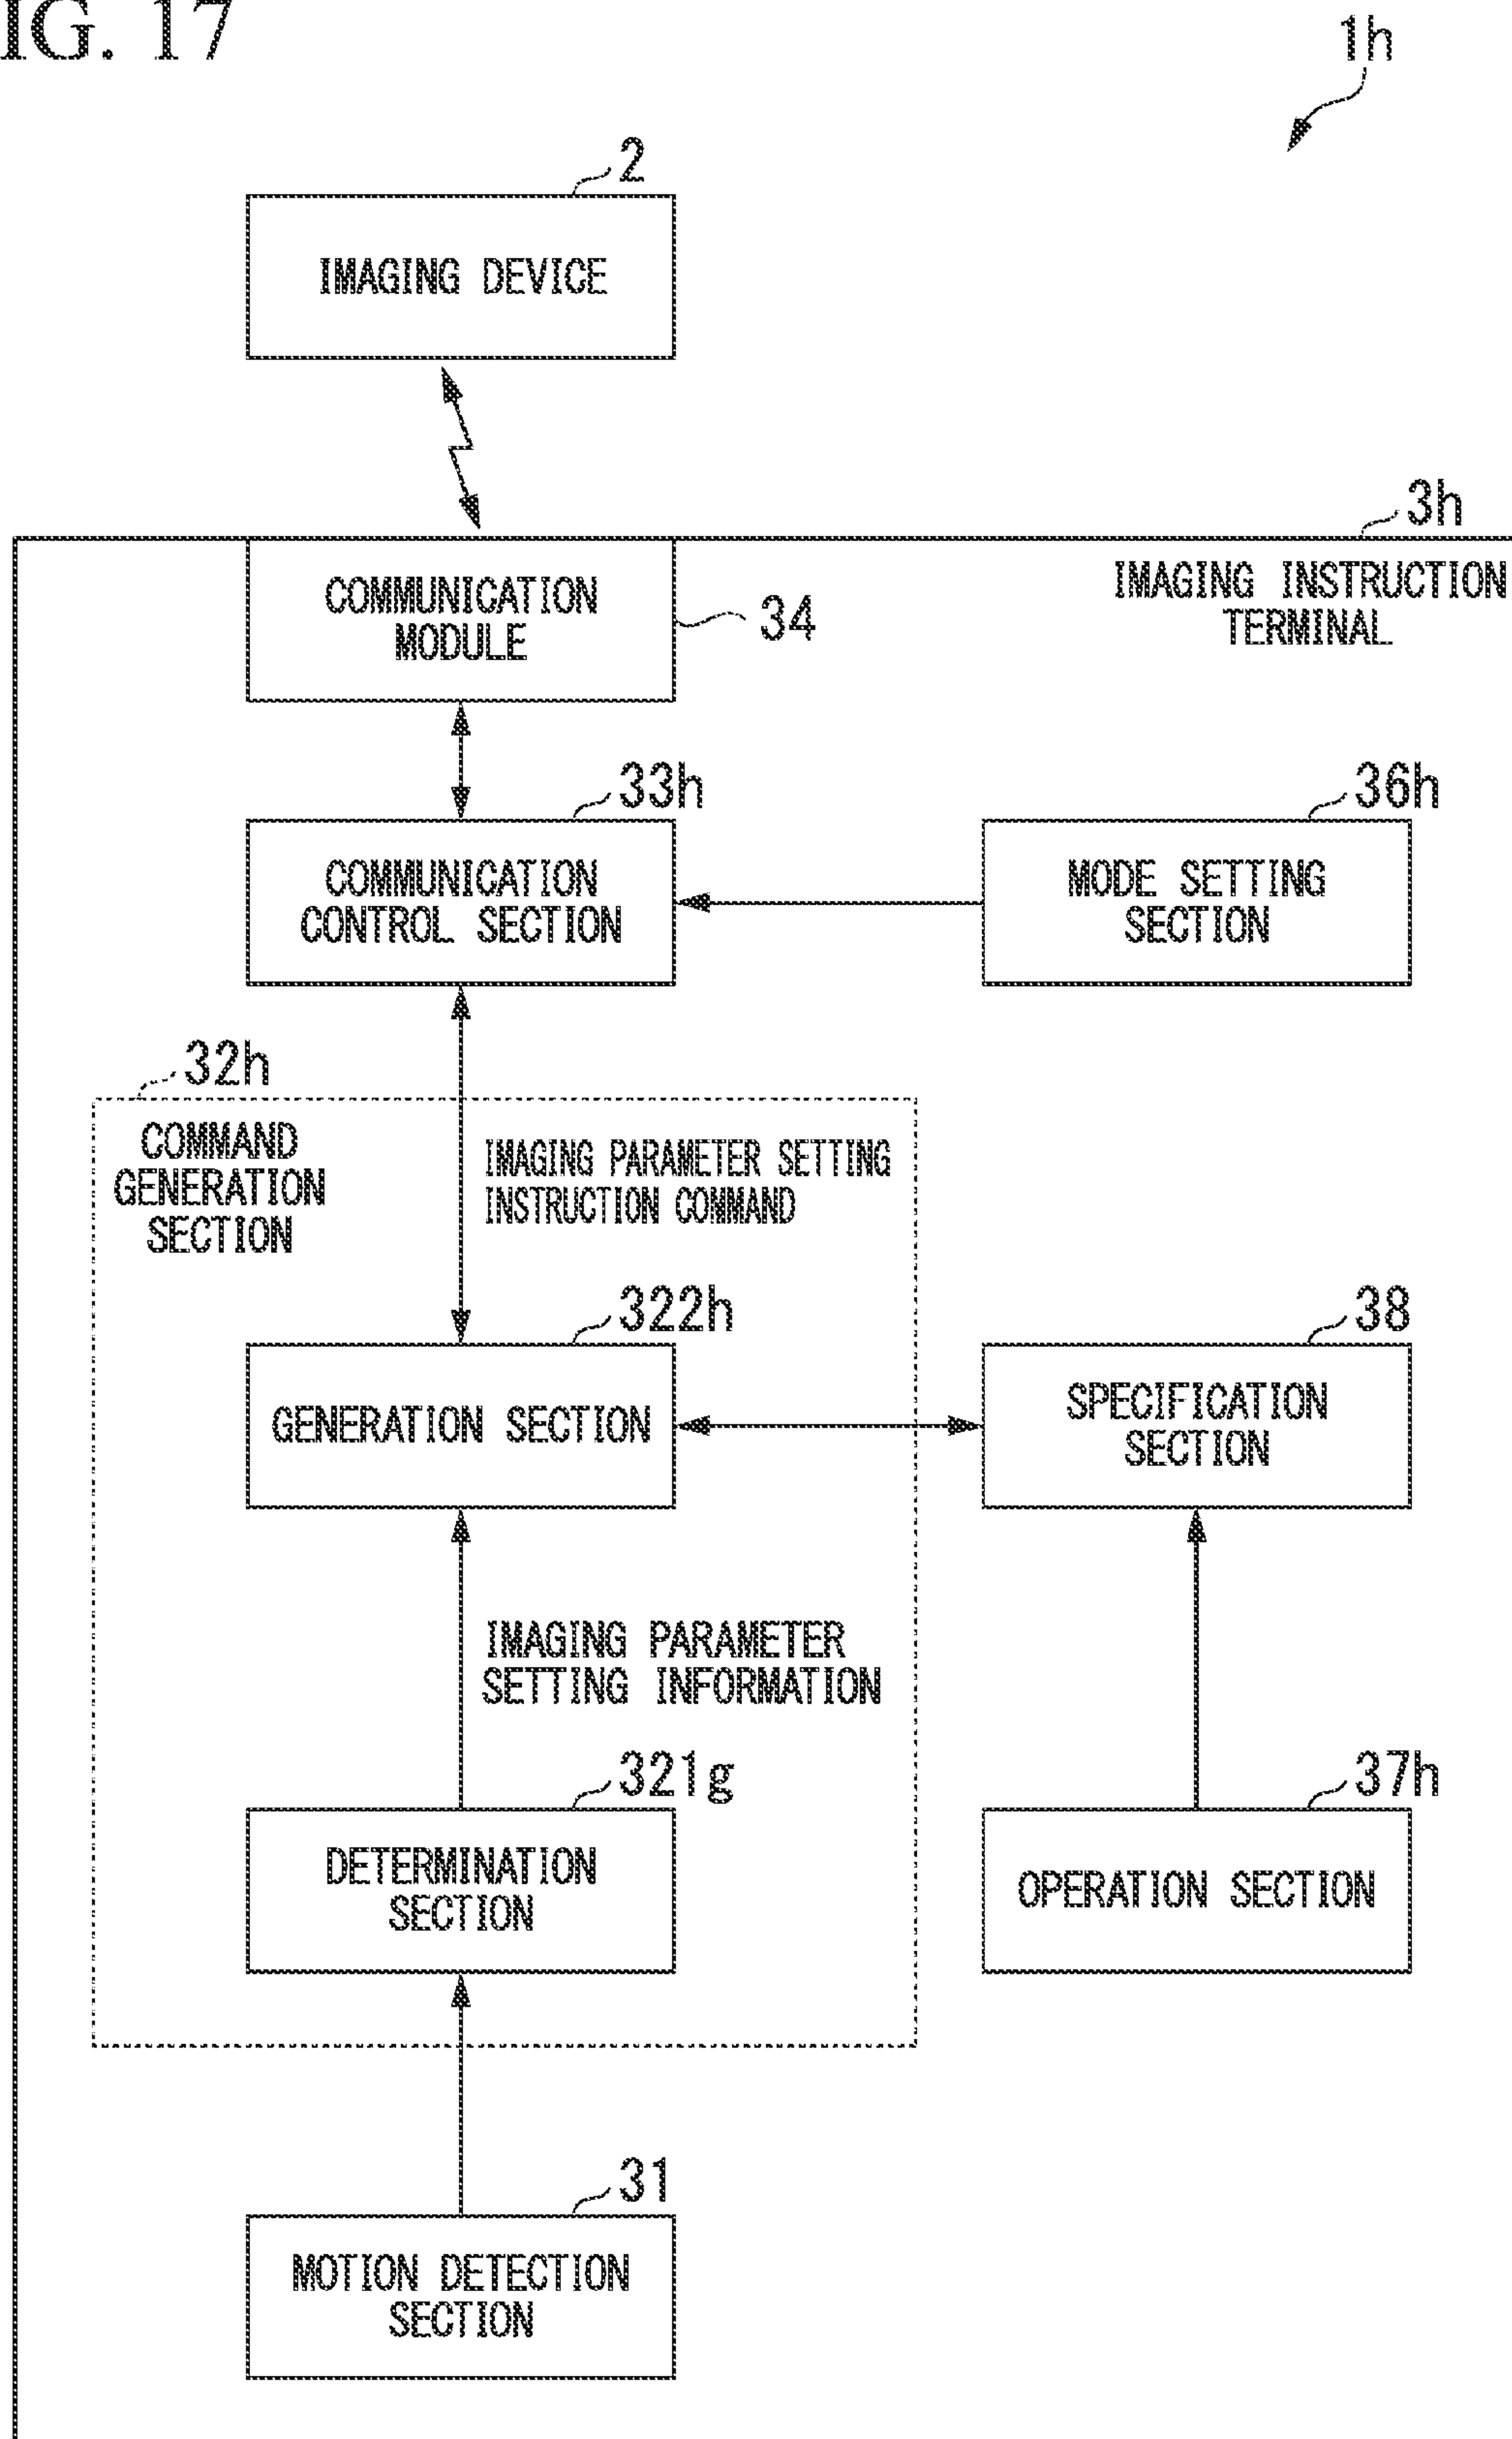 IG. 17
1h
2
IMAGING DEVICE
3h
IMAGING INSTRUCTION
TERMINAL
COMMUNICATION
MODULE
34
33h
COMMUNICATION
CONTROL SECTION
36h
MODE SETTING
SECTION
32h
COMMAND
GENERATION
SECTION
IMAGING PARAMETER SETTING
INSTRUCTION COMMAND
322h
GENERATION SECTION
38
SPECIFICATION
SECTION
IMAGING PARAMETER
SETTING INFORMATION
321g
DETERMINATION
SECTION
37h
OPERATION SECTION
31
MOTION DETECTION
SECTION